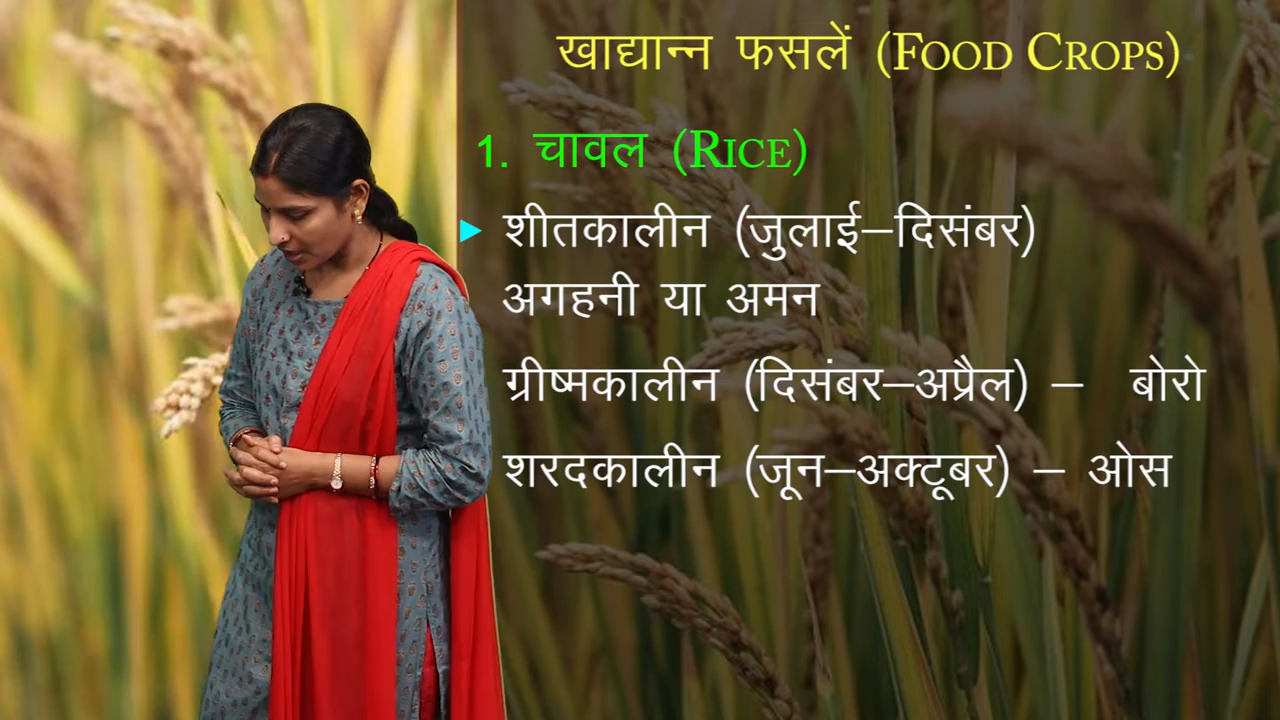 खाद्यान्न फसलें (FOOD CROPS)
1. चावल (RICE)
शीतकालीन (जुलाई–दिसंबर)
अगहनी या अमन
ग्रीष्मकालीन (दिसंबर–अप्रैल) – बोरो
शरदकालीन (जून–अक्टूबर) – ओस